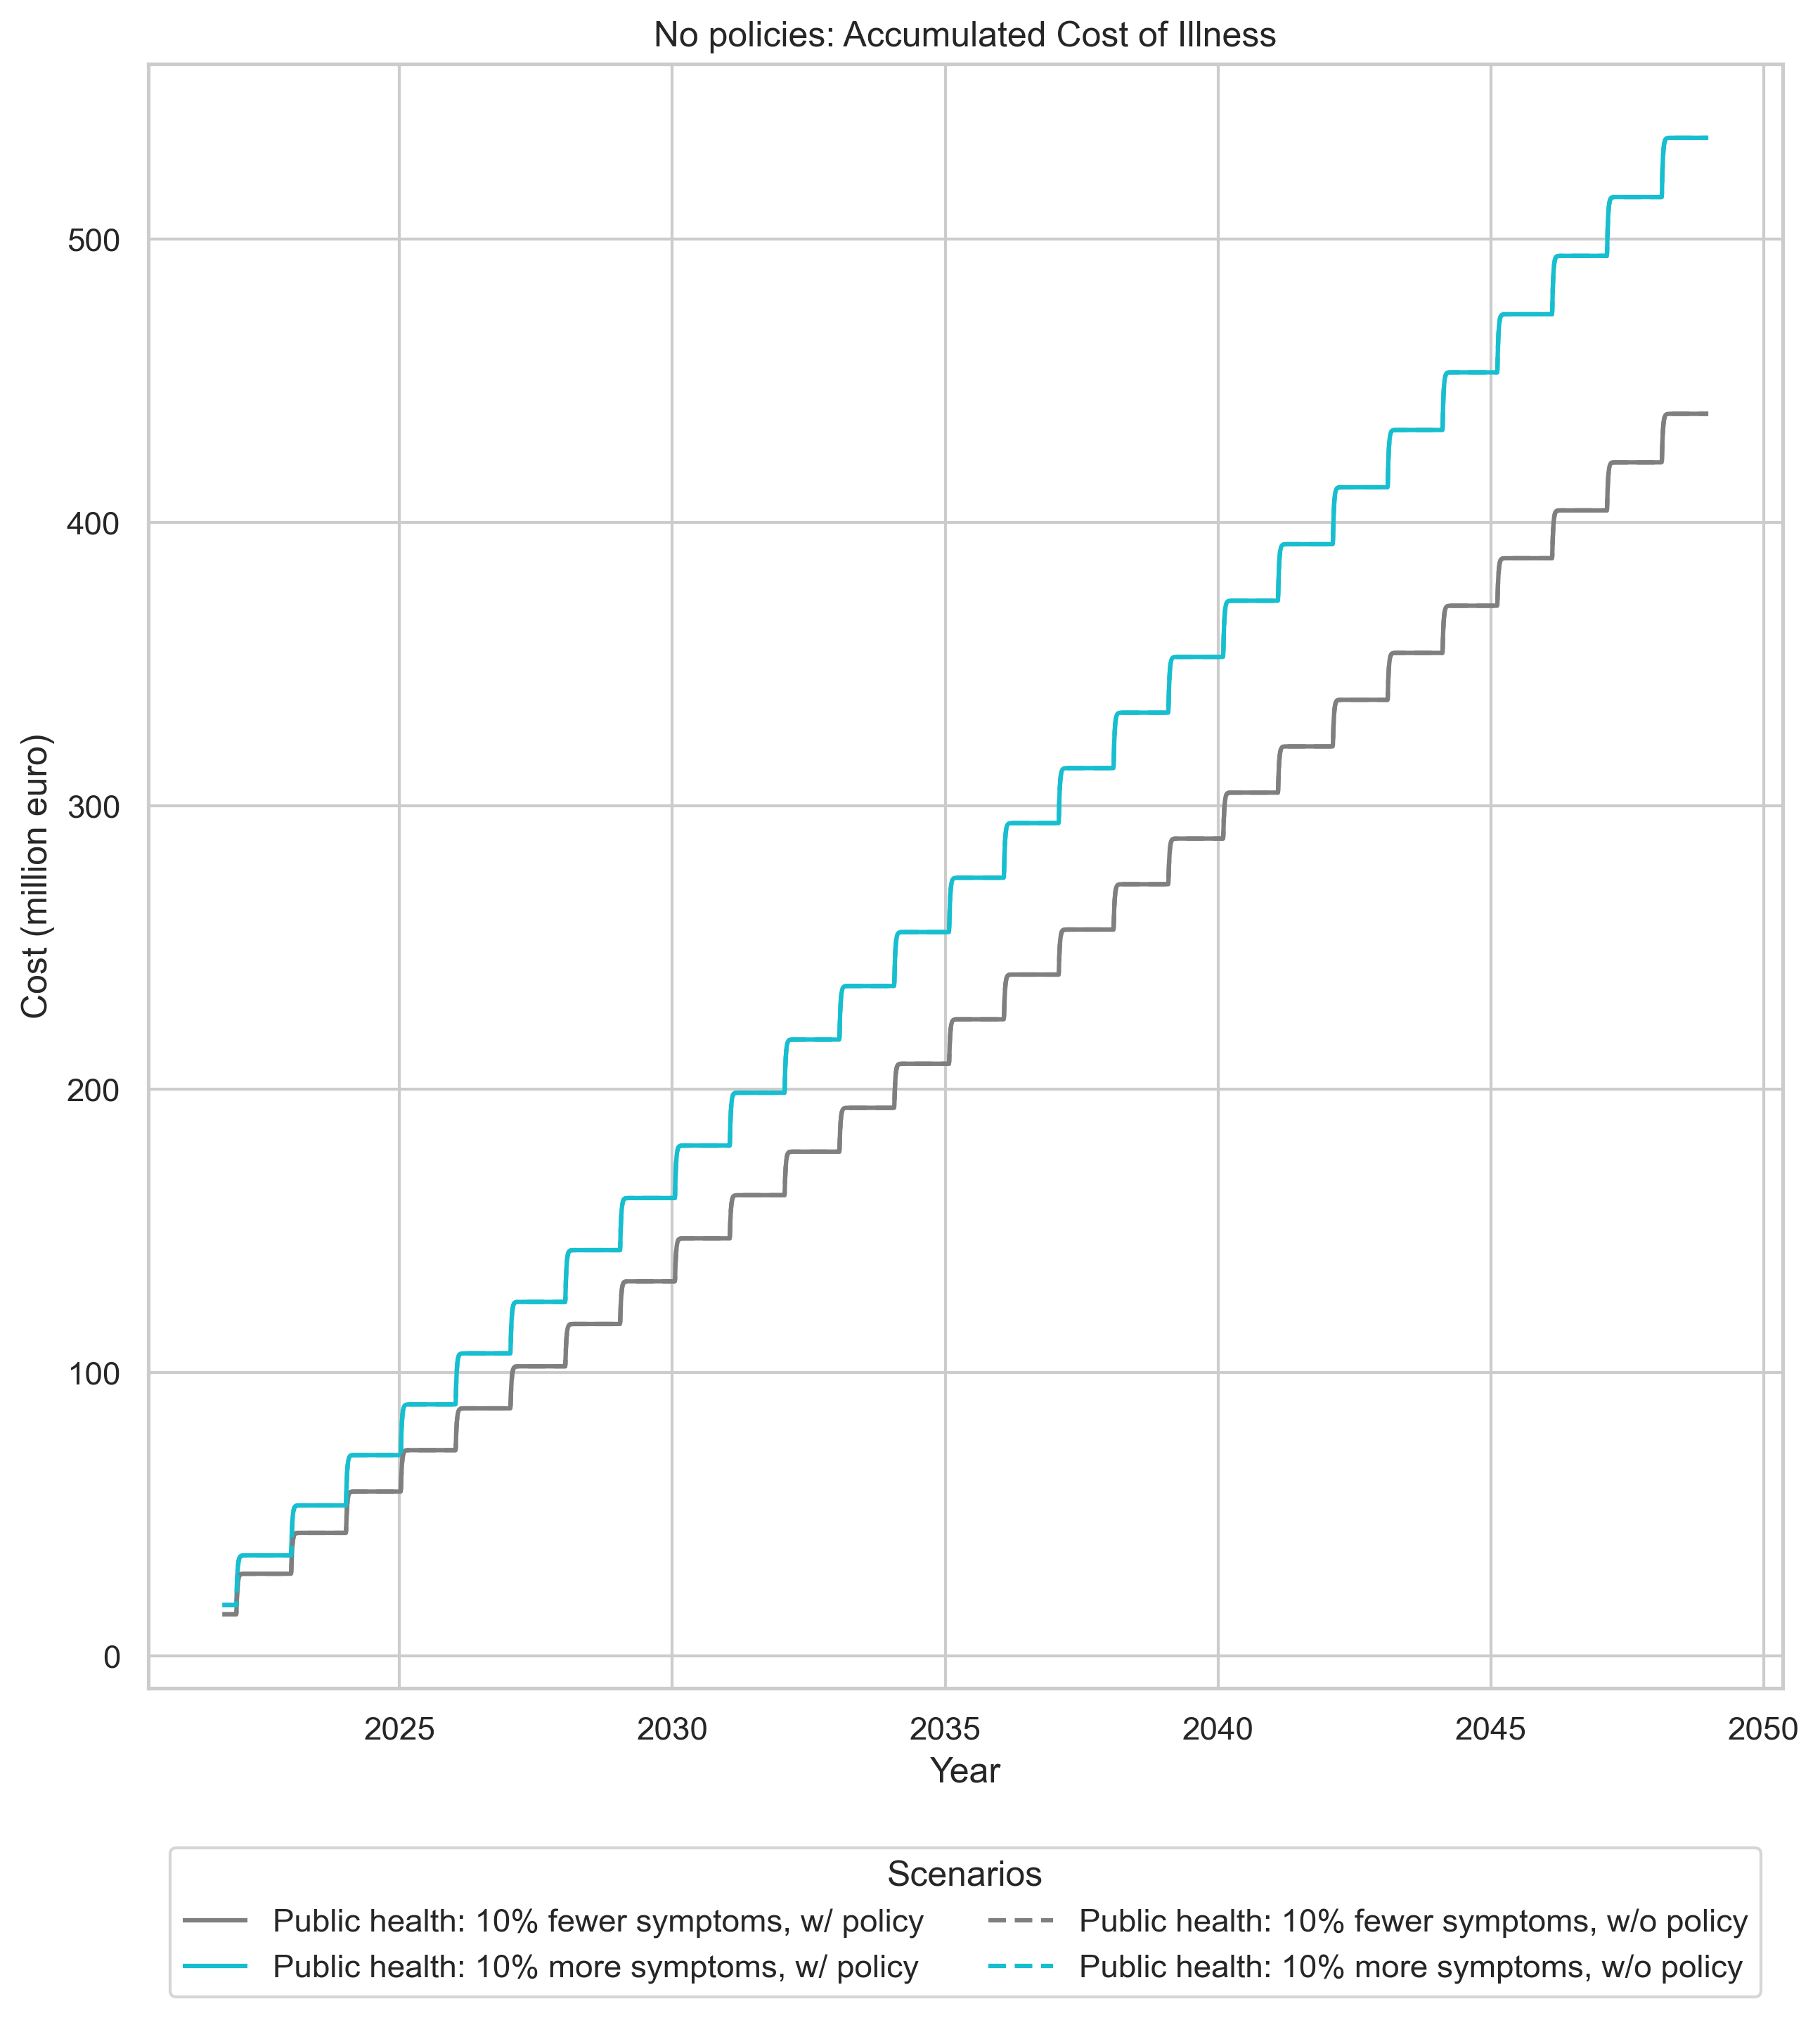 No policies: Accumulated Cost of Illness
Cost (million euro)
500
400
300
200
100
0
2025 2030 2035 2040 2045 2050
Year
Scenarios
Public health: 10% fewer symptoms, w/ policy Public health: 10% fewer symptoms, w/o policy
Public health: 10% more symptoms, w/ policy Public health: 10% more symptoms, w/o policy